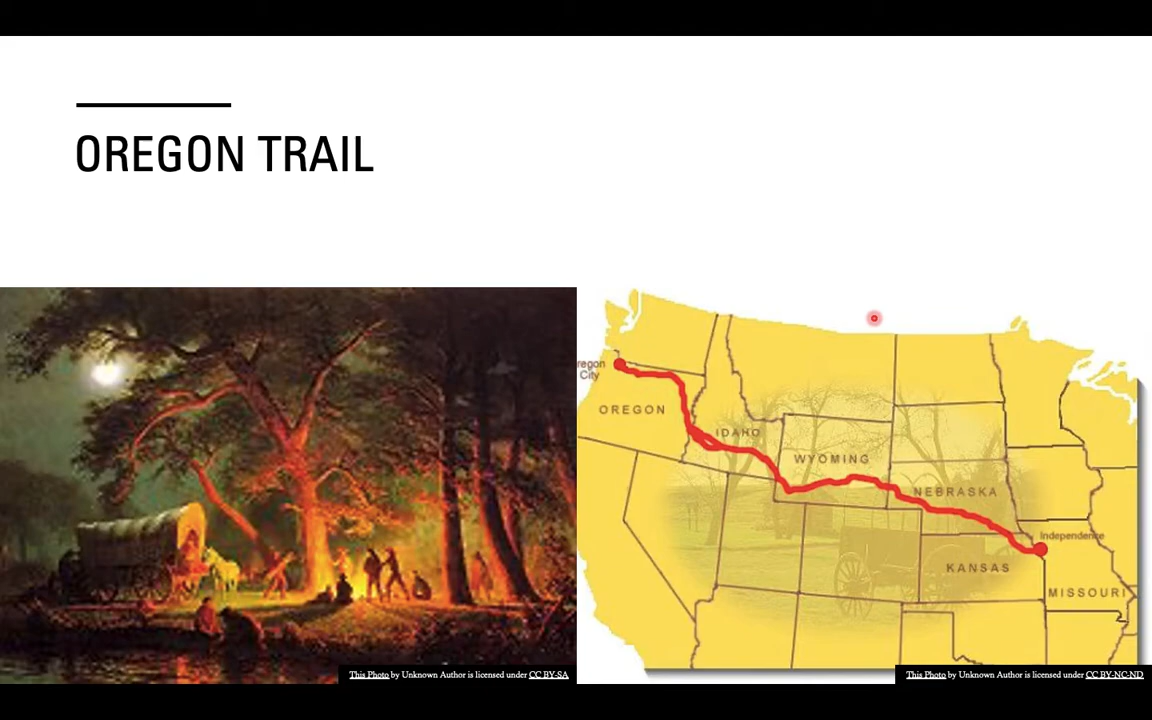 OREGON TRAIL
regon
City
OREGON
IDAHO
WYOMING
NEBRASKA
Independence
KANSAS
MISSOURI
This Photo by Unknown Author is licensed under CC BY-SA
This Photo by Unknown Author is licensed under CC BY-NC-ND